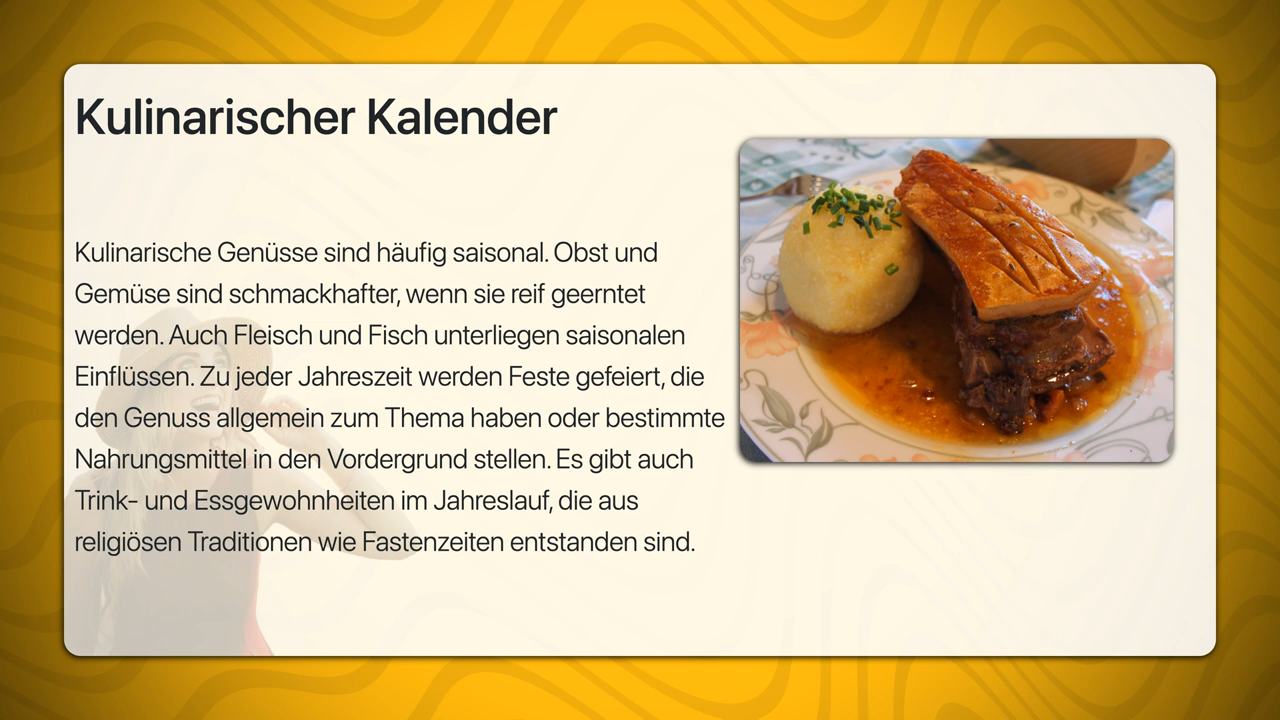 Kulinarischer Kalender
Kulinarische Genüsse sind häufig saisonal. Obst und
Gemüse sind schmackhafter, wenn sie reif geerntet
werden. Auch Fleisch und Fisch unterliegen saisonalen
Einflüssen. Zu jeder Jahreszeit werden Feste gefeiert, die
den Genuss allgemein zum Thema haben oder bestimmte
Nahrungsmittel in den Vordergrund stellen. Es gibt auch
Trink- und Essgewohnheiten im Jahreslauf, die aus
religiösen Traditionen wie Fastenzeiten entstanden sind.